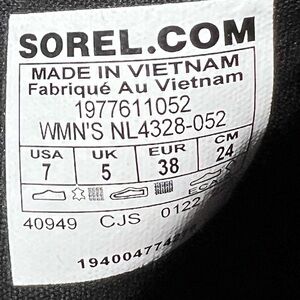 SOREL.COM
MADE IN VIETNAM
Fabriqué Au Vietnam
1977611052
WMN'S NL4328-052
USA UK EUR CM
7 5 38 24
40949 CJS 0122